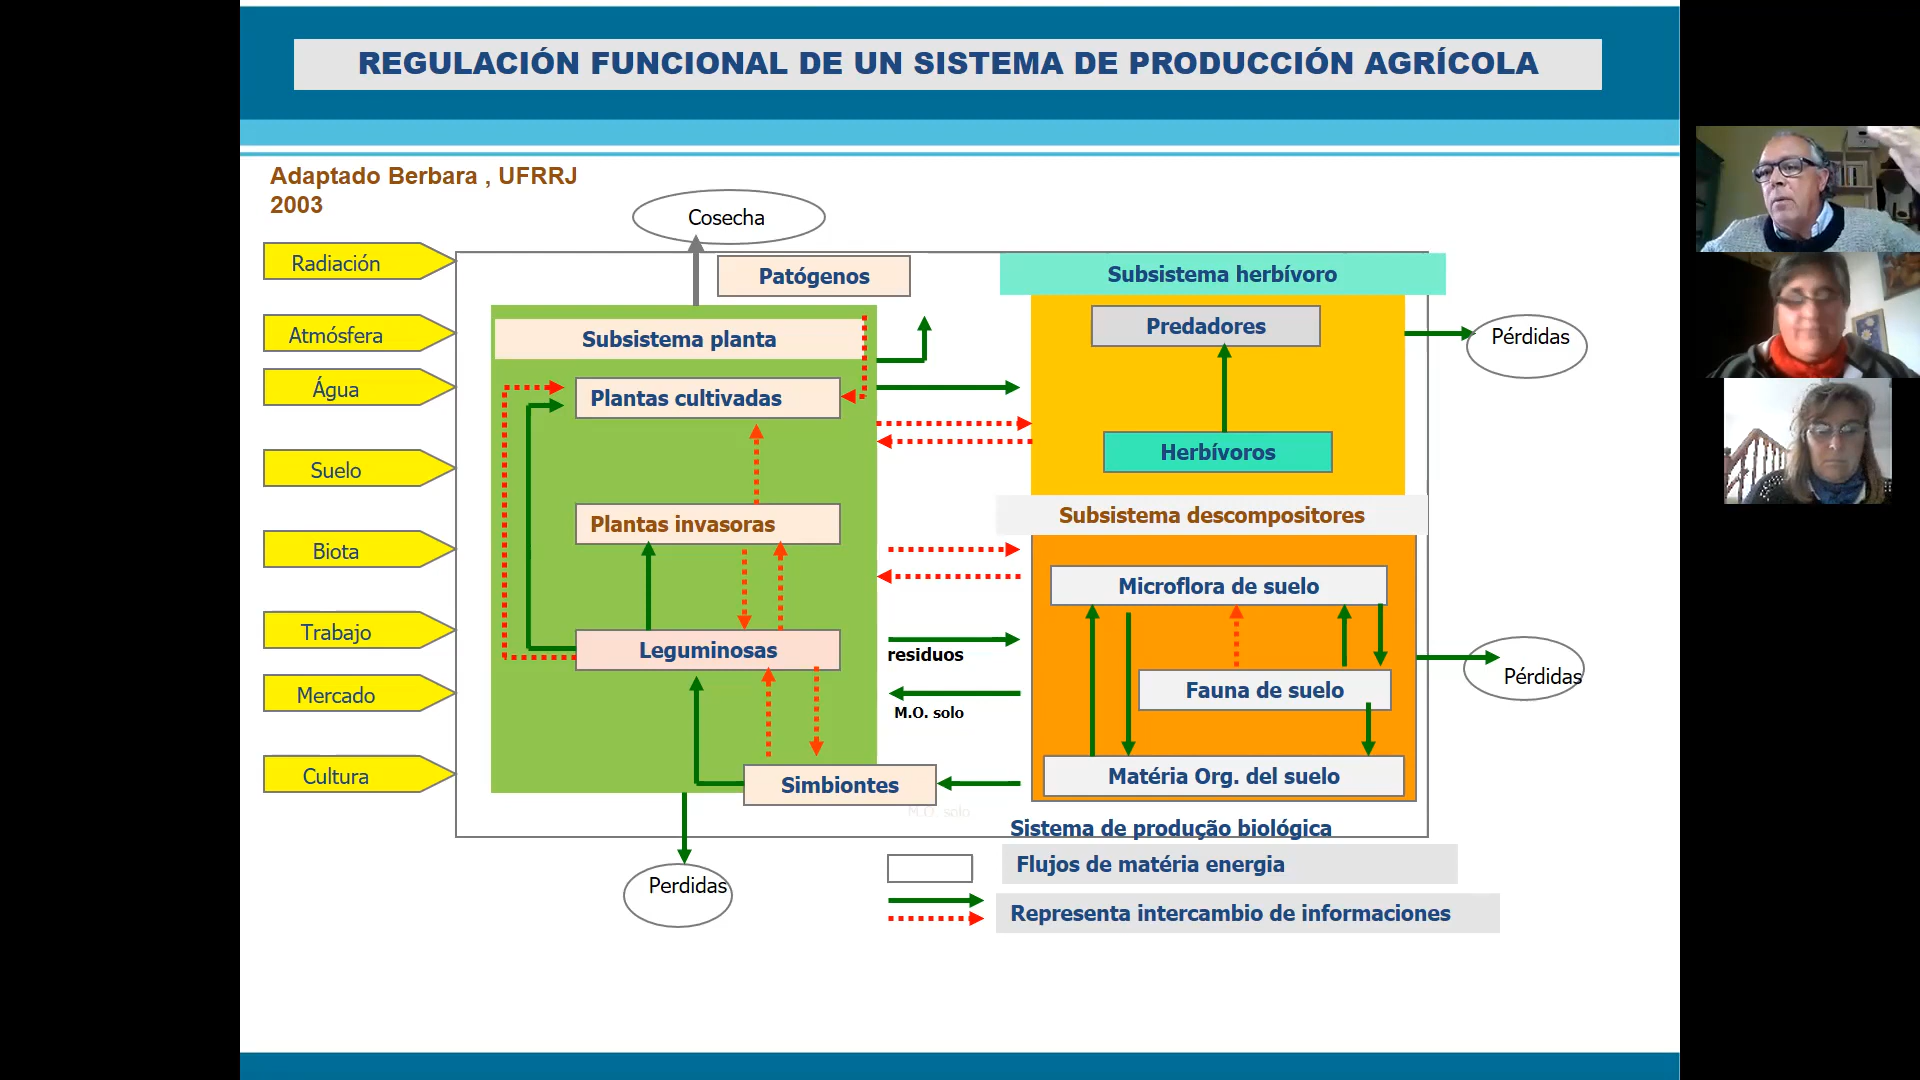 REGULACIÓN FUNCIONAL DE UN SISTEMA DE PRODUCCIÓN AGRÍCOLA
Adaptado Berbara , UFRRJ
2003
Cosecha
Radiación
Atmósfera
Água
Suelo
Biota
Trabajo
Mercado
Cultura
Patógenos
Subsistema planta
Plantas cultivadas
Plantas invasoras
Leguminosas
Simbiontes
Perdidas
residuos
M.O. solo
M.O. solo
Subsistema herbívoro
Predadores
Herbívoros
Pérdidas
Subsistema descompositores
Microflora de suelo
Fauna de suelo
Matéria Org. del suelo
Pérdidas
Sistema de produção biológica
Flujos de matéria energia
Representa intercambio de informaciones